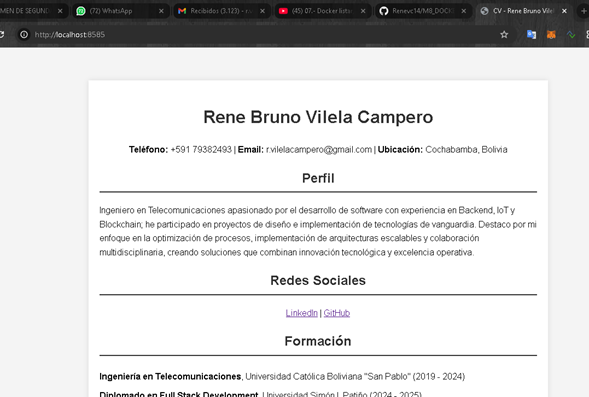 MEN DE SEGUND
(72) WhatsApp
Recibidos (3.123) - r
(45) 07.- Docker lista
Renevc14/M8_DOCK
CV - Rene Bruno Vile
http://localhost:8585
Rene Bruno Vilela Campero
Teléfono: +591 79382493 | Email: r.vilelacampero@gmail.com | Ubicación: Cochabamba, Bolivia
Perfil
Ingeniero en Telecomunicaciones apasionado por el desarrollo de software con experiencia en Backend, IoT y
Blockchain; he participado en proyectos de diseño e implementación de tecnologías de vanguardia. Destaco por mi
enfoque en la optimización de procesos, implementación de arquitecturas escalables y colaboración
multidisciplinaria, creando soluciones que combinan innovación tecnológica y excelencia operativa.
Redes Sociales
LinkedIn | GitHub
Formación
Ingeniería en Telecomunicaciones, Universidad Católica Boliviana "San Pablo" (2019 - 2024)
Diplomado en Full Stack Development, Universidad Simón I. Patiño (2024 - 2025)